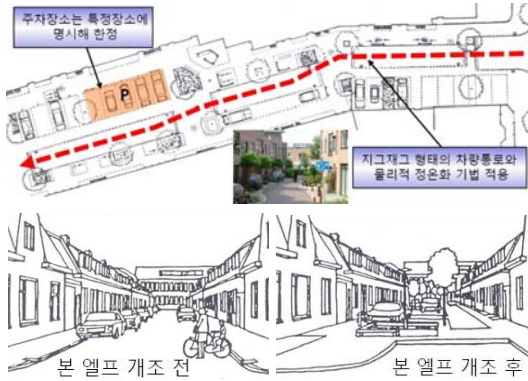 주차장소는 특정장소에
명시해 한정
P
지그재그 형태의 차량통로와
물리적 정온화 기법 적용
본 엘프 개조 전
본 엘프 개조 후